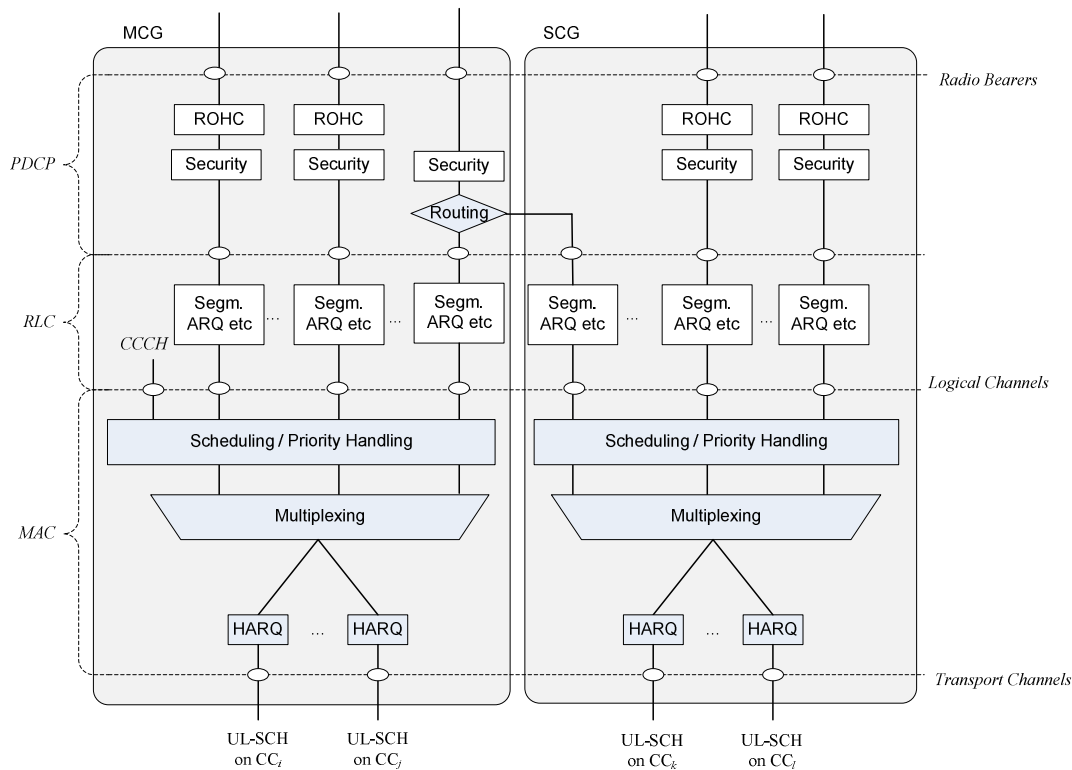 MCG
SCG
Radio Bearers
ROHC
ROHC
ROHC
ROHC
PDCP
Security
Security
Security
Security
Security
Routing
RLC
Segm.
ARQ etc
...
Segm.
ARQ etc
...
Segm.
ARQ etc
Segm.
ARQ etc
...
Segm.
ARQ etc
...
Segm.
ARQ etc
CCCH
Logical Channels
Scheduling / Priority Handling
Scheduling / Priority Handling
MAC
Multiplexing
Multiplexing
HARQ
...
HARQ
HARQ
...
HARQ
Transport Channels
UL-SCH
on CCi
UL-SCH
on CCj
UL-SCH
on CCk
UL-SCH
on CCl